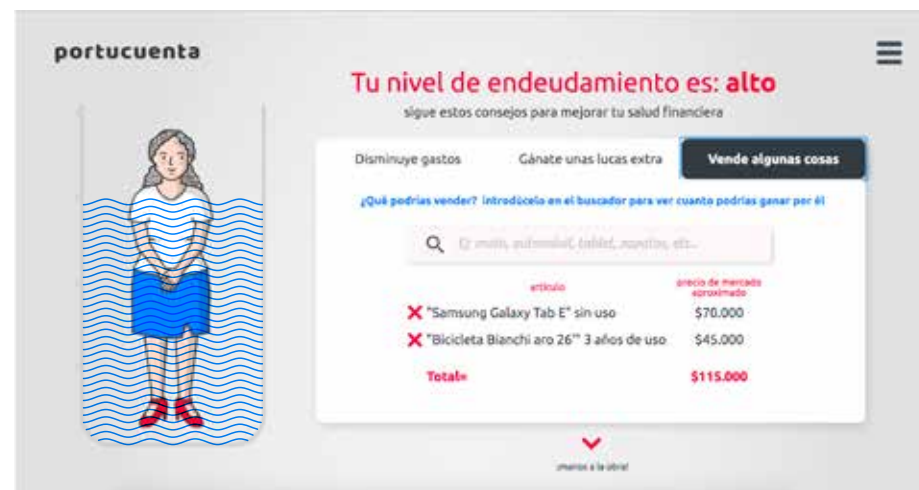 portucuenta
Tu nivel de endeudamiento es: alto
sigue estos consejos para mejorar tu salud financiera
Disminuye gastos
Gánate unas lucas extra
Vende algunas cosas
¿Qué podrías vender? introdúcelo en el buscador para ver cuanto podrías ganar por él
artículo
precio de mercado
aproximado
"Samsung Galaxy Tab E" sin uso $70.000
"Bicicleta Bianchi aro 26"" 3 años de uso $45.000
Total= $115.000
¡manos a la obra!